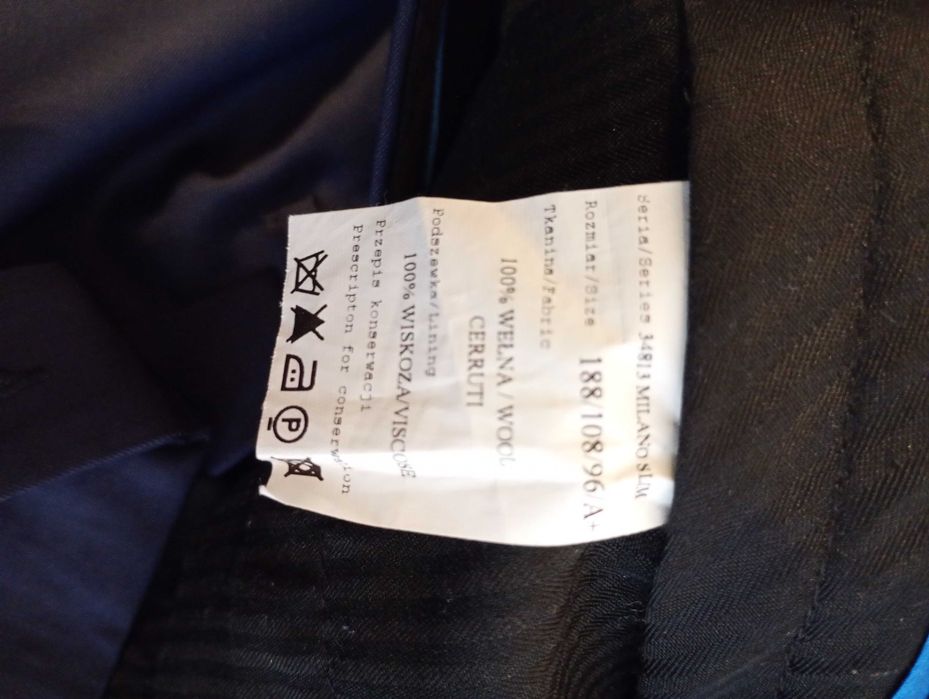 Seria/Series 34813 MILANO SLIM
Rozmiar/Size 188/108/96/A+
Tkanina/Fabric
100% WEŁNA / WOOL
CERRUTI
Podszewka/Lining
100% WISKOZA/VISCOSE
Przepis konserwacji
Prescripton for conserwation
P